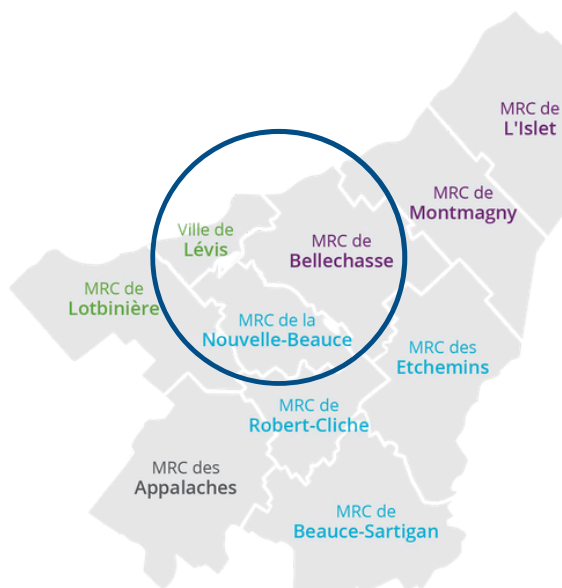 MRC de
L'Islet
MRC de
Montmagny
Ville de
Lévis
MRC de
Bellechasse
MRC de
Lotbinière
MRC de la
Nouvelle-Beauce
MRC des
Etchemins
MRC de
Robert-Cliche
MRC des
Appalaches
MRC de
Beauce-Sartigan